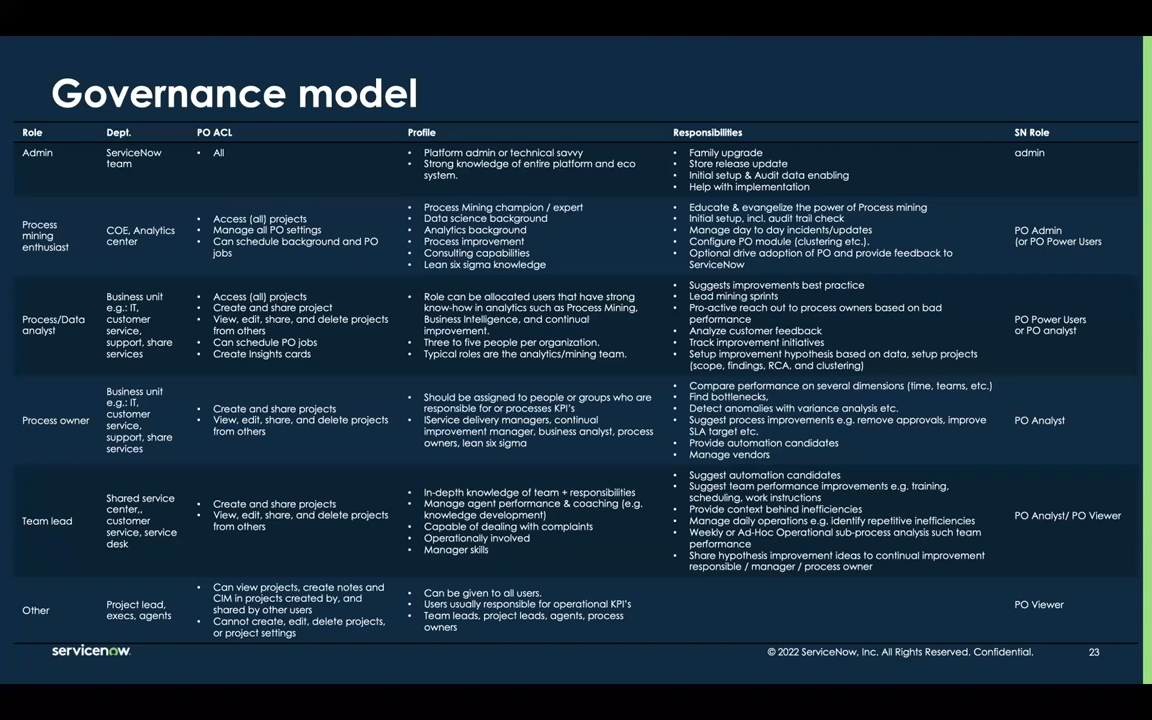 Governance model
Role Dept. PO ACL Profile Responsibilities SN Role
Admin
ServiceNow
team
• All
• Platform admin or technical savvy
• Strong knowledge of entire platform and eco
system.
• Family upgrade
• Store release update
• Initial setup & Audit data enabling
• Help with implementation
admin
Process
mining
enthusiast
COE, Analytics
center
• Access (all) projects
• Manage all PO settings
• Can schedule background and PO
jobs
• Process Mining champion / expert
• Data science background
• Analytics background
• Process improvement
• Consulting capabilities
• Lean six sigma knowledge
• Educate & evangelize the power of Process mining
• Initial setup, incl. audit trail check
• Manage day to day incidents/updates
• Configure PO module (clustering etc.).
• Optional drive adoption of PO and provide feedback to
ServiceNow
PO Admin
(or PO Power Users
Process/Data
analyst
Business unit
e.g.: IT,
customer
service,
support, share
services
• Access (all) projects
• Create and share project
• View, edit, share, and delete projects
from others
• Can schedule PO jobs
• Create Insights cards
• Role can be allocated users that have strong
know-how in analytics such as Process Mining,
Business Intelligence, and continual
improvement.
• Three to five people per organization.
• Typical roles are the analytics/mining team.
• Suggests improvements best practice
• Lead mining sprints
• Pro-active reach out to process owners based on bad
performance
• Analyze customer feedback
• Track improvement initiatives
• Setup improvement hypothesis based on data, setup projects
(scope, findings, RCA, and clustering)
PO Power Users
or PO analyst
Process owner
Business unit
e.g.: IT,
customer
service,
support, share
services
• Create and share projects
• View, edit, share, and delete projects
from others
• Should be assigned to people or groups who are
responsible for or processes KPI's
• IService delivery managers, continual
improvement manager, business analyst, process
owners, lean six sigma
• Compare performance on several dimensions (time, teams, etc.)
• Find bottlenecks,
• Detect anomalies with variance analysis etc.
• Suggest process improvements e.g. remove approvals, improve
SLA target etc.
• Provide automation candidates
• Manage vendors
PO Analyst
Team lead
Shared service
center,,
customer
service, service
desk
• Create and share projects
• View, edit, share, and delete projects
from others
• In-depth knowledge of team + responsibilities
• Manage agent performance & coaching (e.g.
knowledge development)
• Capable of dealing with complaints
• Operationally involved
• Manager skills
• Suggest automation candidates
• Suggest team performance improvements e.g. training,
scheduling, work instructions
• Provide context behind inefficiencies
• Manage daily operations e.g. identify repetitive inefficiencies
• Weekly or Ad-Hoc Operational sub-process analysis such team
performance
• Share hypothesis improvement ideas to continual improvement
responsible / manager / process owner
PO Analyst/ PO Viewer
Other
Project lead,
execs, agents
• Can view projects, create notes and
CIM in projects created by, and
shared by other users
• Cannot create, edit, delete projects,
or project settings
• Can be given to all users.
• Users usually responsible for operational KPI's
• Team leads, project leads, agents, process
owners
PO Viewer
servicenow
© 2022 ServiceNow, Inc. All Rights Reserved. Confidential.
23